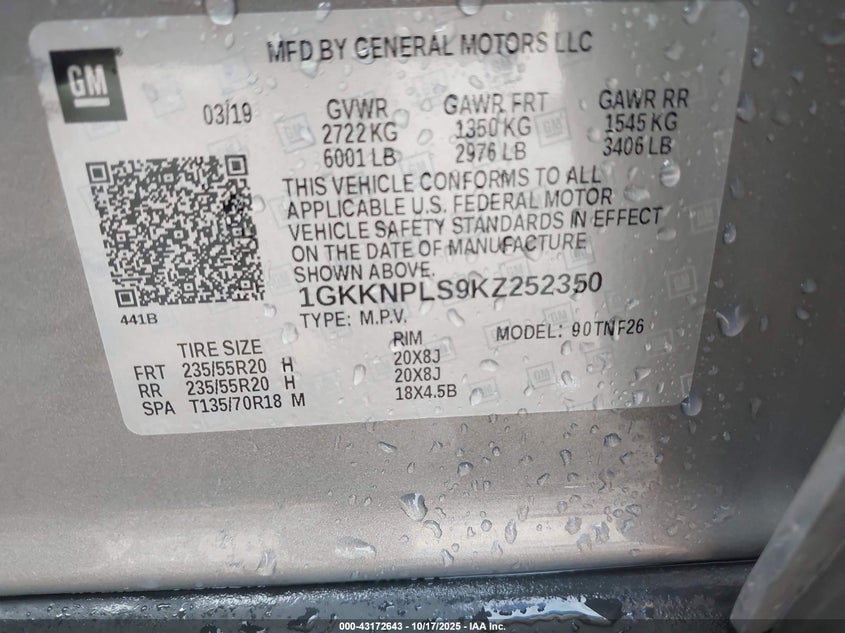 GM
MFD BY GENERAL MOTORS LLC
03/19
GVWR GAWR FRT GAWR RR
2722 KG 1350 KG 1545 KG
6001 LB 2976 LB 3406 LB
THIS VEHICLE CONFORMS TO ALL
APPLICABLE U.S. FEDERAL MOTOR
VEHICLE SAFETY STANDARDS IN EFFECT
ON THE DATE OF MANUFACTURE
SHOWN ABOVE.
1GKKNPLS9KZ252350
441B
TYPE: M.P.V. MODEL: 90TNF26
TIRE SIZE RIM
FRT 235/55R20 H 20X8J
RR 235/55R20 H 20X8J
SPA T135/70R18 M 18X4.5B
000-43172643 - 10/17/2025 - IAA Inc.